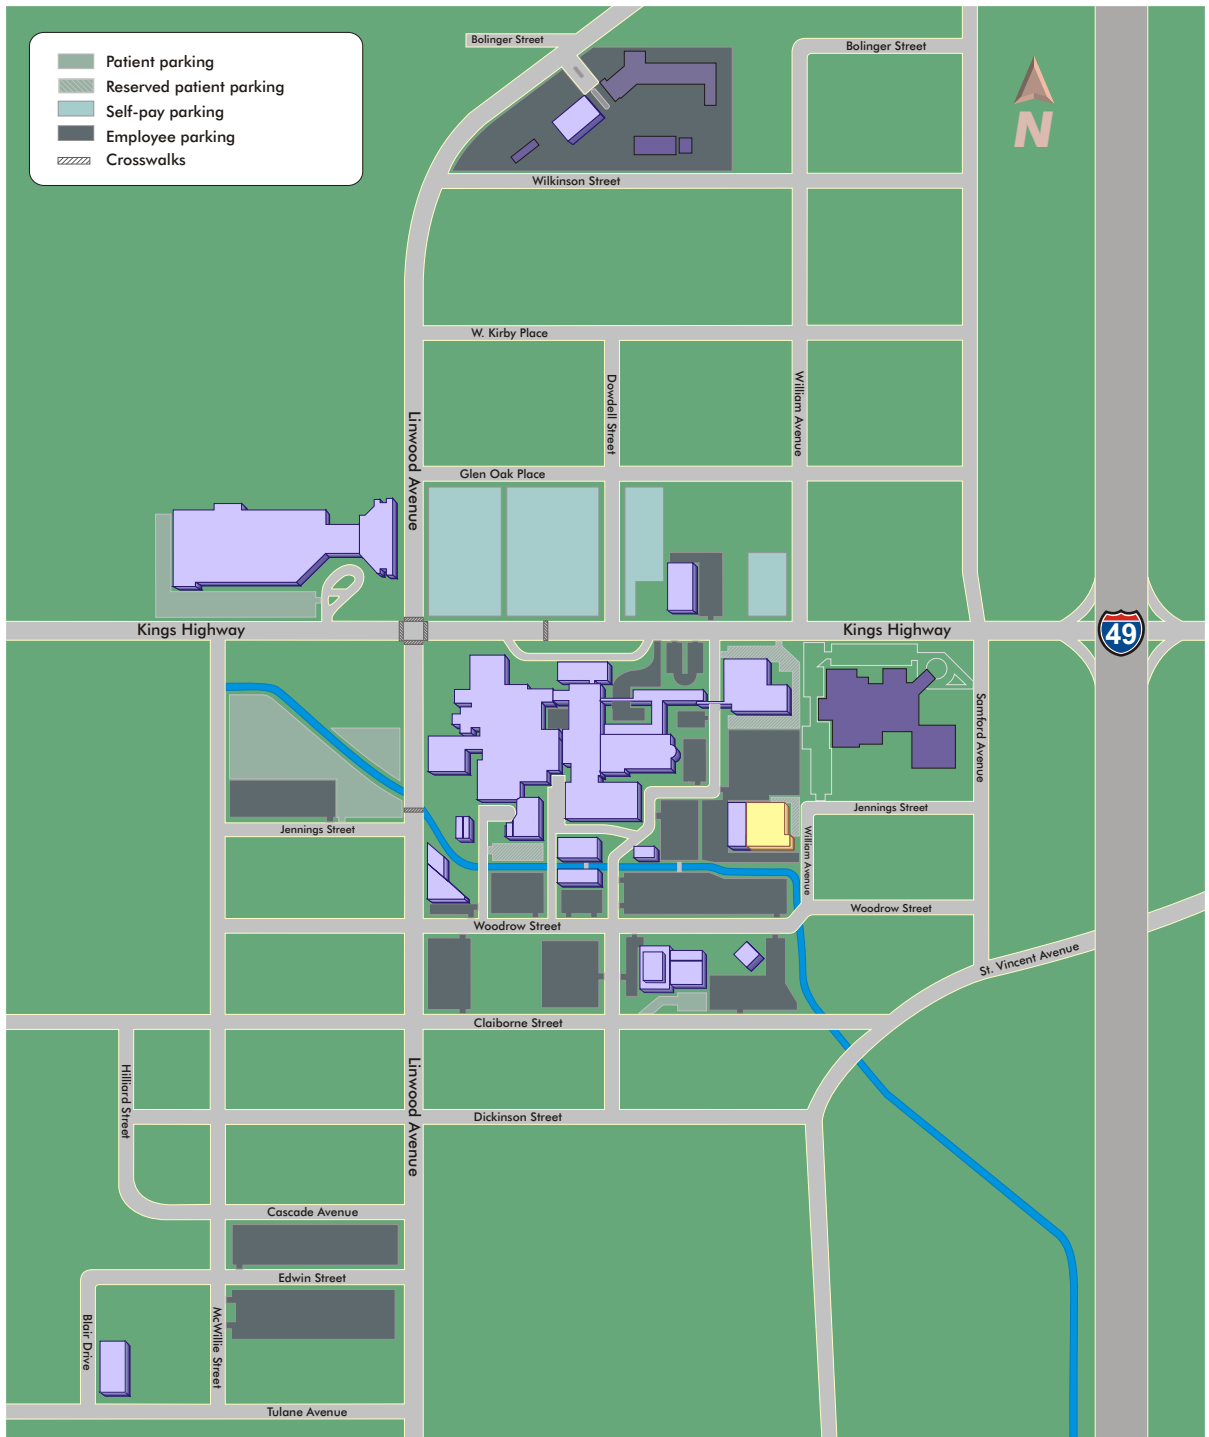 Bolinger Street
Bolinger Street
Patient parking
Reserved patient parking
Self-pay parking
Employee parking
Crosswalks
N
Wilkinson Street
W. Kirby Place
Dowdell Street
William Avenue
Linwood Avenue
Glen Oak Place
Kings Highway
Kings Highway
49
Samford Avenue
Jennings Street
Jennings Street
William Avenue
Woodrow Street
Woodrow Street
St. Vincent Avenue
Claiborne Street
Hilliard Street
Linwood Avenue
Dickinson Street
Cascade Avenue
Edwin Street
Blair Drive
McWillie Street
Tulane Avenue